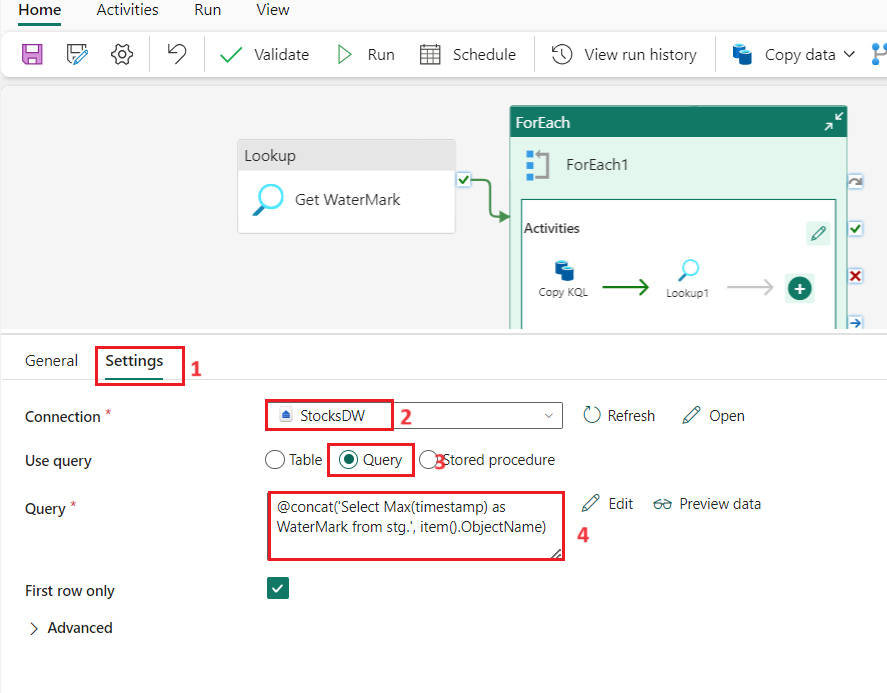 Home Activities Run View
Validate Run Schedule View run history Copy data
ForEach
Lookup
ForEach1
Get WaterMark
Activities
Copy KQL Lookup1
General Settings 1
Connection * StocksDW 2 Refresh Open
Use query Table Query 3 Stored procedure
Query * @concat('Select Max(timestamp) as Edit Preview data
WaterMark from stg.', item().ObjectName) 4
First row only
Advanced